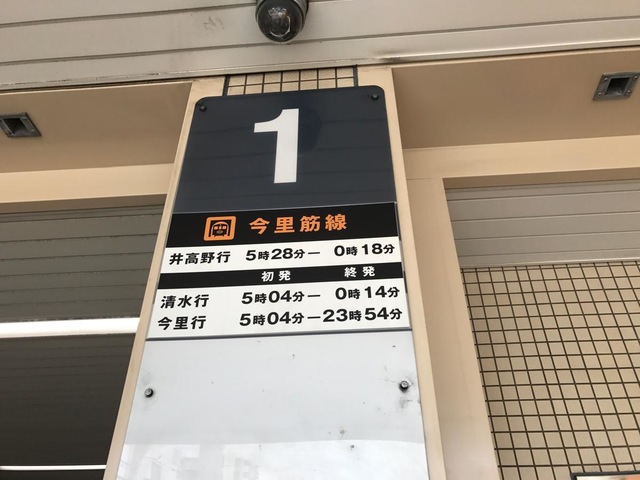 1
今里筋線
井高野行 5時28分ー 0時18分
初発 終発
清水行 5時04分ー 0時14分
今里行 5時04分ー23時54分